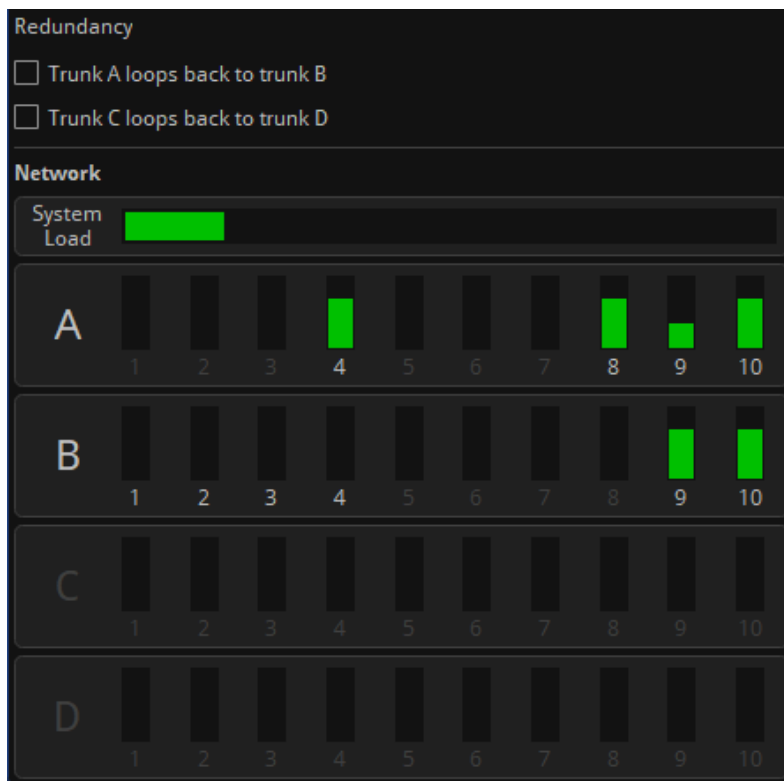 Redundancy
Trunk A loops back to trunk B
Trunk C loops back to trunk D
Network
System
Load
A
1 2 3 4 5 6 7 8 9 10
B
1 2 3 4 5 6 7 8 9 10
C
1 2 3 4 5 6 7 8 9 10
D
1 2 3 4 5 6 7 8 9 10